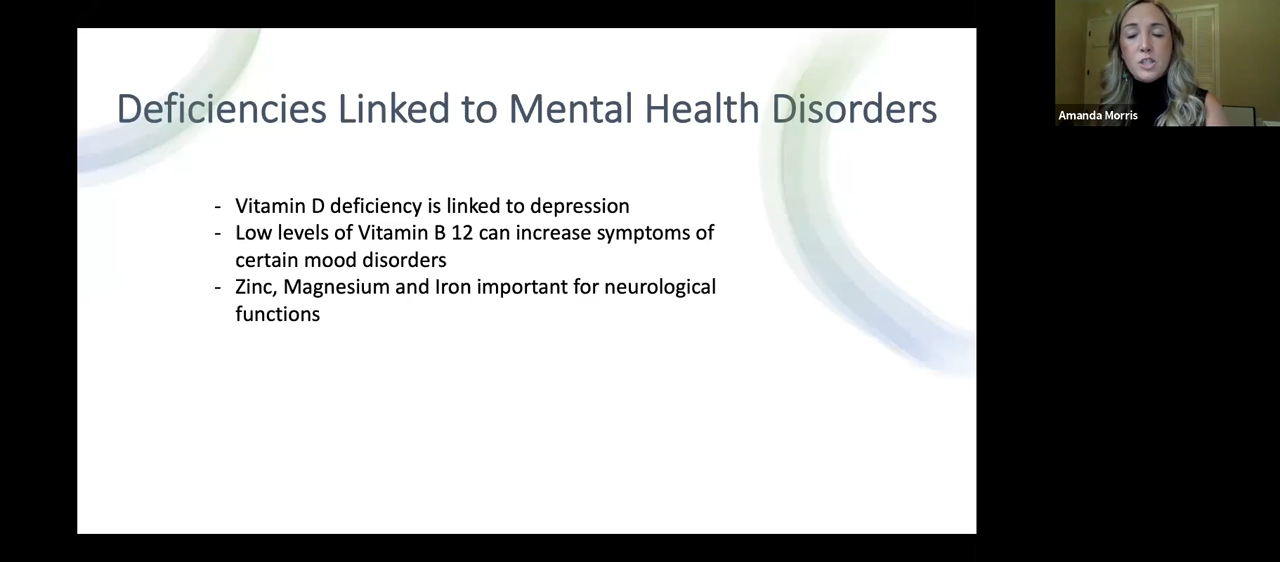 Deficiencies Linked to Mental Health Disorders
- Vitamin D deficiency is linked to depression
- Low levels of Vitamin B 12 can increase symptoms of
certain mood disorders
- Zinc, Magnesium and Iron important for neurological
functions
Amanda Morris